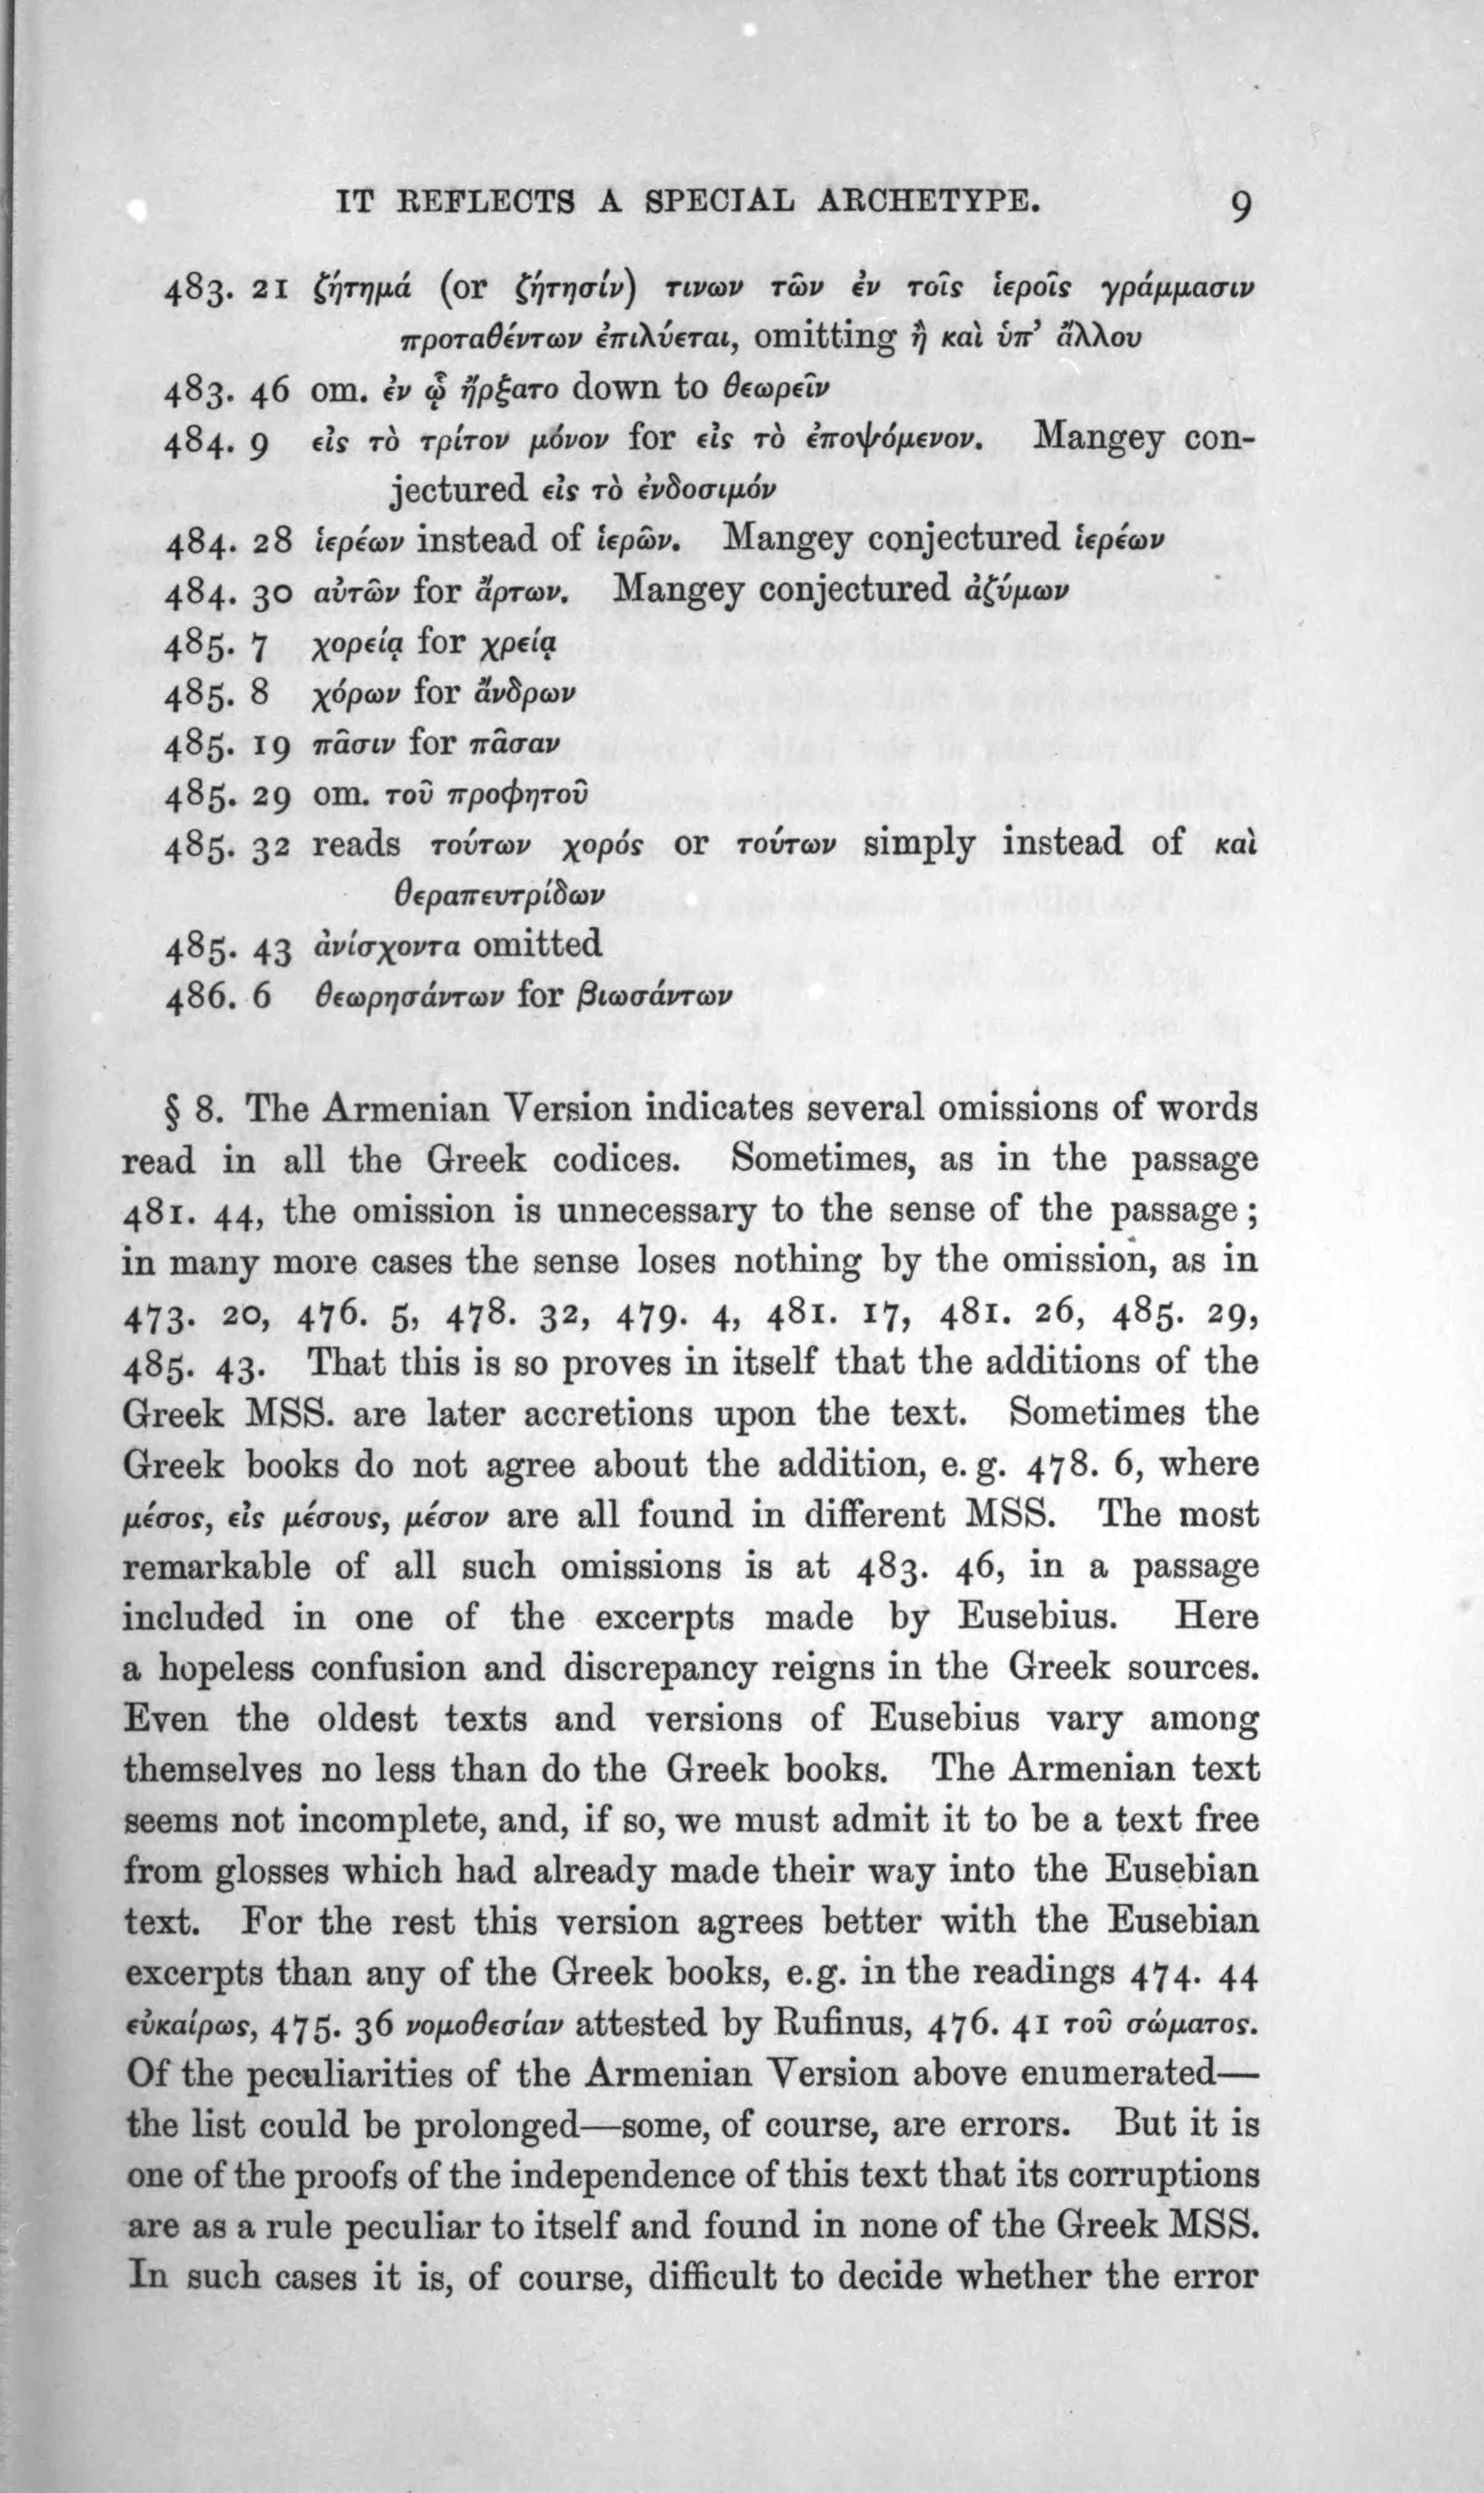 IT REFLECTS A SPECIAL ARCHETYPE. 9
483. 21 ζήτημά (or ζήτησίν) τινων τῶν ἐν τοῖς ἱεροῖς γράμμασιν
προταθέντων ἐπιλύεται, omitting ἢ καὶ ὑπ’ ἄλλου
483. 46 om. ἐν ᾧ ἤρξατο down to θεωρεῖν
484. 9 εἰς τὸ τρίτον μόνον for εἰς τὸ ἐποψόμενον. Mangey con-
jectured εἰς τὸ ἐνδοσιμόν
484. 28 ἱερέων instead of ἱερῶν. Mangey conjectured ἱερέων
484. 30 αὐτῶν for ἄρτων. Mangey conjectured ἀζύμων
485. 7 χορείᾳ for χρείᾳ
485. 8 χόρων for ἄνδρων
485. 19 πᾶσιν for πᾶσαν
485. 29 om. τοῦ προφητοῦ
485. 32 reads τούτων χορός or τούτων simply instead of καὶ
θεραπευτρίδων
485. 43 ἀνίσχοντα omitted
486. 6 θεωρησάντων for βιωσάντων
§ 8. The Armenian Version indicates several omissions of words
read in all the Greek codices. Sometimes, as in the passage
481. 44, the omission is unnecessary to the sense of the passage ;
in many more cases the sense loses nothing by the omission, as in
473. 20, 476. 5, 478. 32, 479. 4, 481. 17, 481. 26, 485. 29,
485. 43. That this is so proves in itself that the additions of the
Greek MSS. are later accretions upon the text. Sometimes the
Greek books do not agree about the addition, e. g. 478. 6, where
μέσος, εἰς μέσους, μέσον are all found in different MSS. The most
remarkable of all such omissions is at 483. 46, in a passage
included in one of the excerpts made by Eusebius. Here
a hopeless confusion and discrepancy reigns in the Greek sources.
Even the oldest texts and versions of Eusebius vary among
themselves no less than do the Greek books. The Armenian text
seems not incomplete, and, if so, we must admit it to be a text free
from glosses which had already made their way into the Eusebian
text. For the rest this version agrees better with the Eusebian
excerpts than any of the Greek books, e.g. in the readings 474. 44
εὐκαίρως, 475. 36 νομοθεσίαν attested by Rufinus, 476. 41 τοῦ σώματος.
Of the peculiarities of the Armenian Version above enumerated—
the list could be prolonged—some, of course, are errors. But it is
one of the proofs of the independence of this text that its corruptions
are as a rule peculiar to itself and found in none of the Greek MSS.
In such cases it is, of course, difficult to decide whether the error